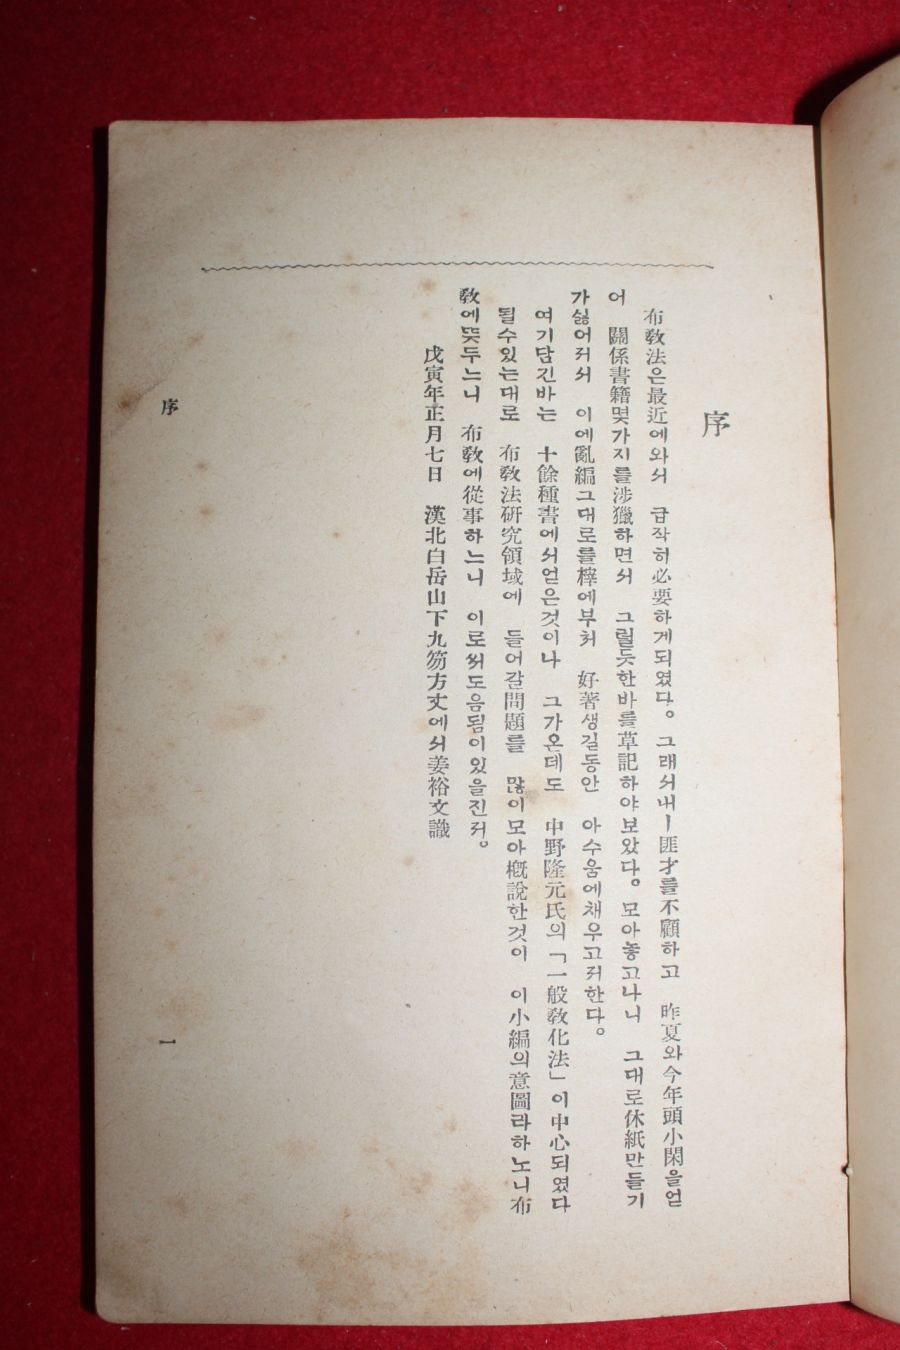 序
布敎法은最近에와서 급작히必要하게되였다。그래서내ㅣ匪才를不顧하고 昨夏와今年頭小閑을얻
어 關係書籍몇가지를涉獵하면서 그럴듯한바를草記하야보았다。모아놓고나니 그대로休紙만들기
가싫어저서 이에亂編그대로를梓에부처 好著생길동안 아수움에채우고저한다。
여기담긴바는 十餘種書에서얻은것이나 그가온데도 中野隆元氏의「一般敎化法」이中心되였다
될수있는대로 布敎法硏究領域에 들어갈問題를 많이모아槪說한것이 이小編의意圖라하노니布
敎에뜻두느니 布敎에從事하느니 이로써도음됨이있을진저。
戊寅年正月七日 漢北白岳山下九笏方丈에서姜裕文識
序
一